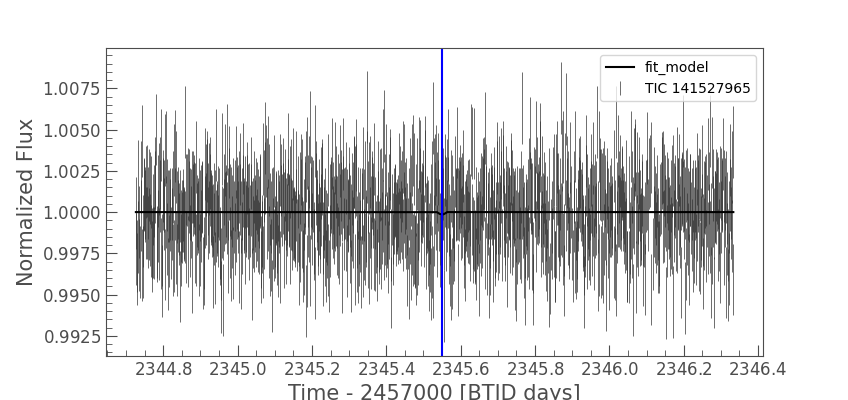 fit_model
TIC 141527965
1.0075
1.0050
1.0025
1.0000
0.9975
0.9950
0.9925
Normalized Flux
2344.8 2345.0 2345.2 2345.4 2345.6 2345.8 2346.0 2346.2 2346.4
Time - 2457000 [BTJD days]